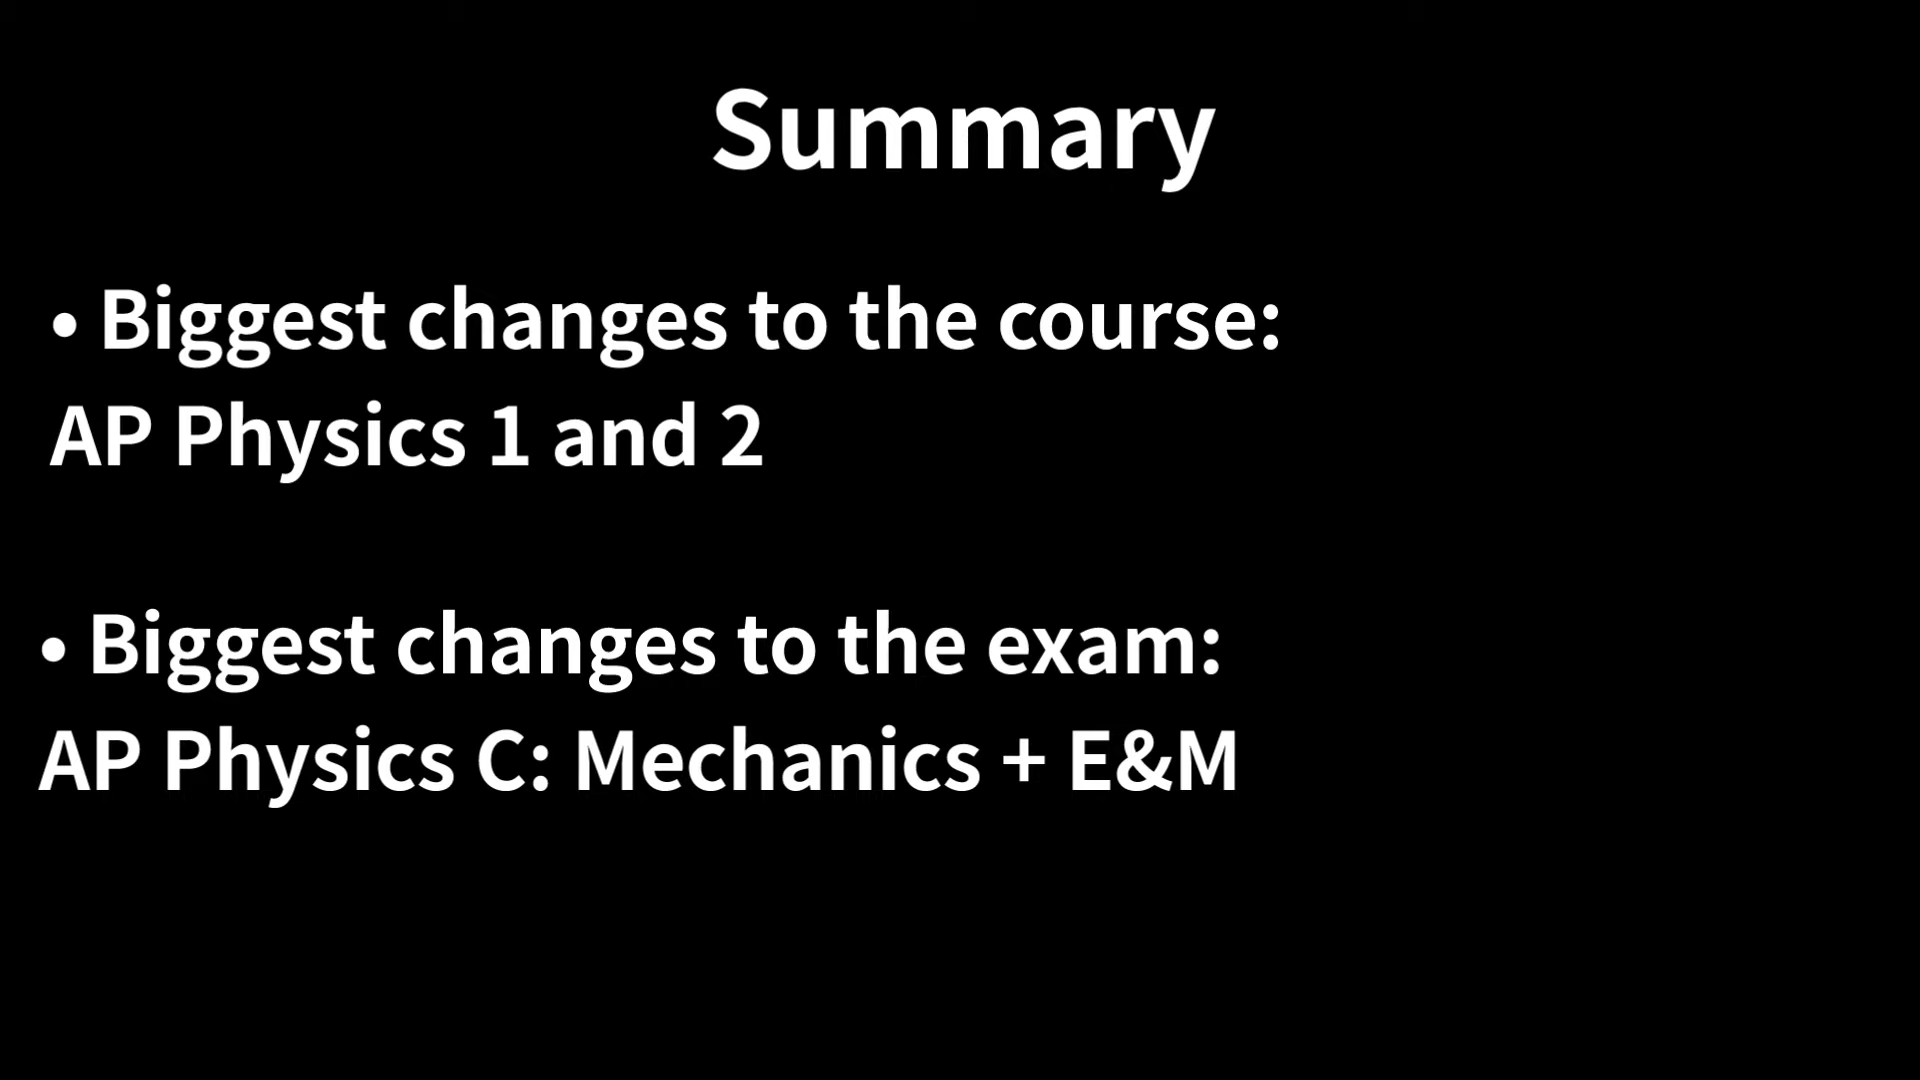 Summary
• Biggest changes to the course:
AP Physics 1 and 2
• Biggest changes to the exam:
AP Physics C: Mechanics + E&M